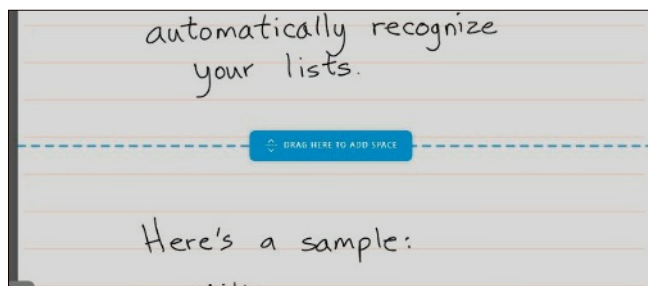 automatically recognize
your lists.
DRAG HERE TO ADD SPACE
Here's a sample: